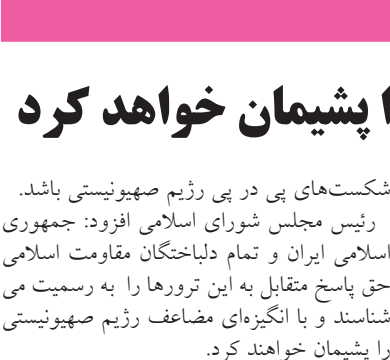 ا پشیمان خواهد کرد
شکست‌های پی در پی رژیم صهیونیستی باشد.
رئیس مجلس شورای اسلامی افزود: جمهوری
اسلامی ایران و تمام دلباختگان مقاومت اسلامی
حق پاسخ متقابل به این ترورها را به رسمیت می
شناسند و با انگیزه‌ای مضاعف رژیم صهیونیستی
را پشیمان خواهند کرد.